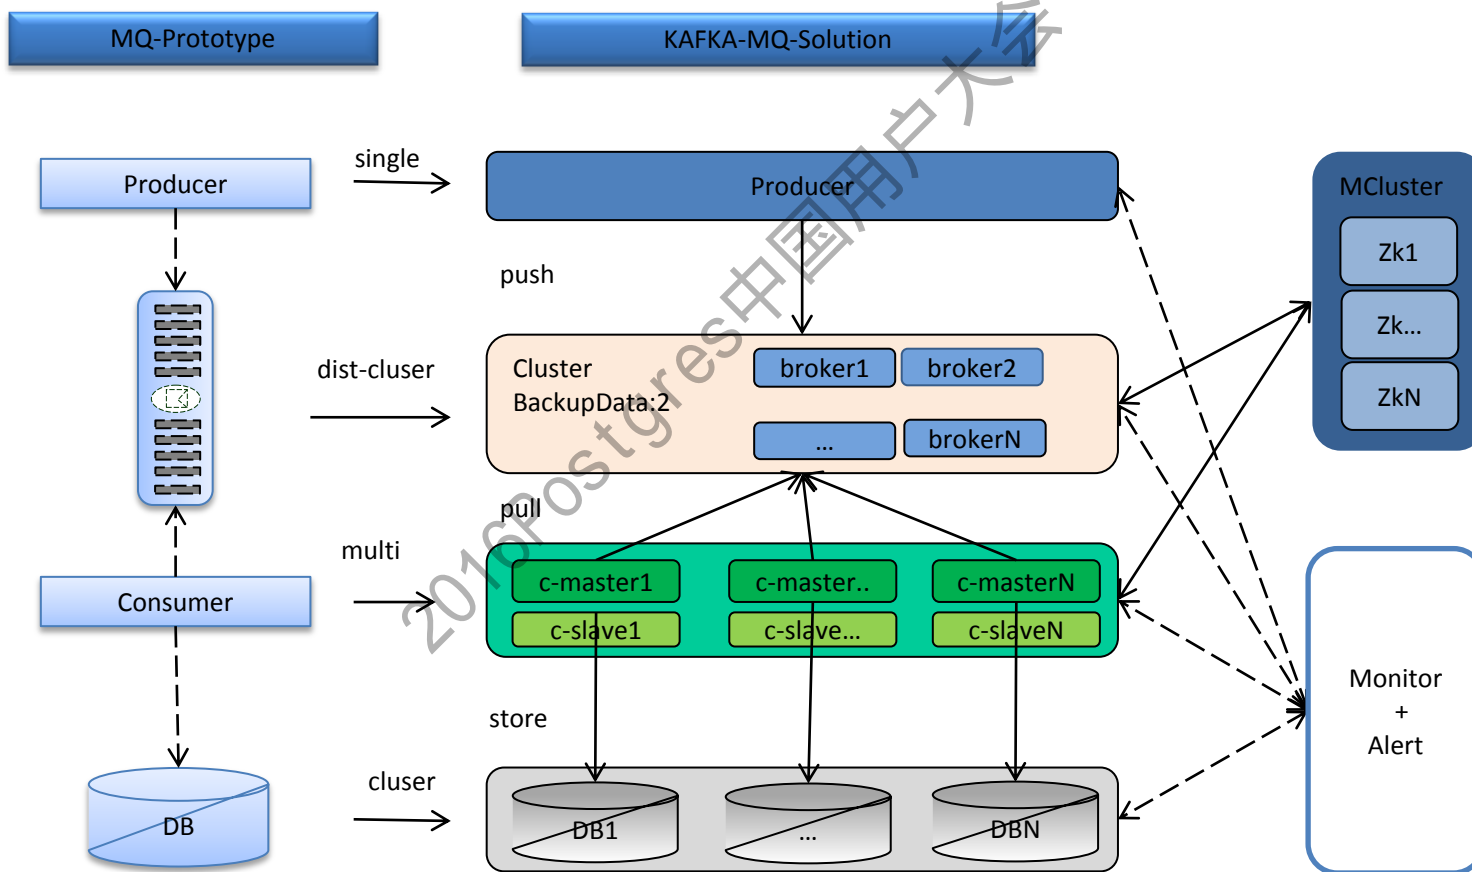 MQ-Prototype
KAFKA-MQ-Solution
Producer
single
Producer
MCluster
Zk1
Zk...
ZkN
push
dist-cluser
Cluster
BackupData:2
broker1
broker2
...
brokerN
pull
multi
Consumer
c-master1
c-master..
c-masterN
c-slave1
c-slave...
c-slaveN
store
Monitor
+
Alert
cluser
DB
DB1
...
DBN
2016Postgres中国用户大会